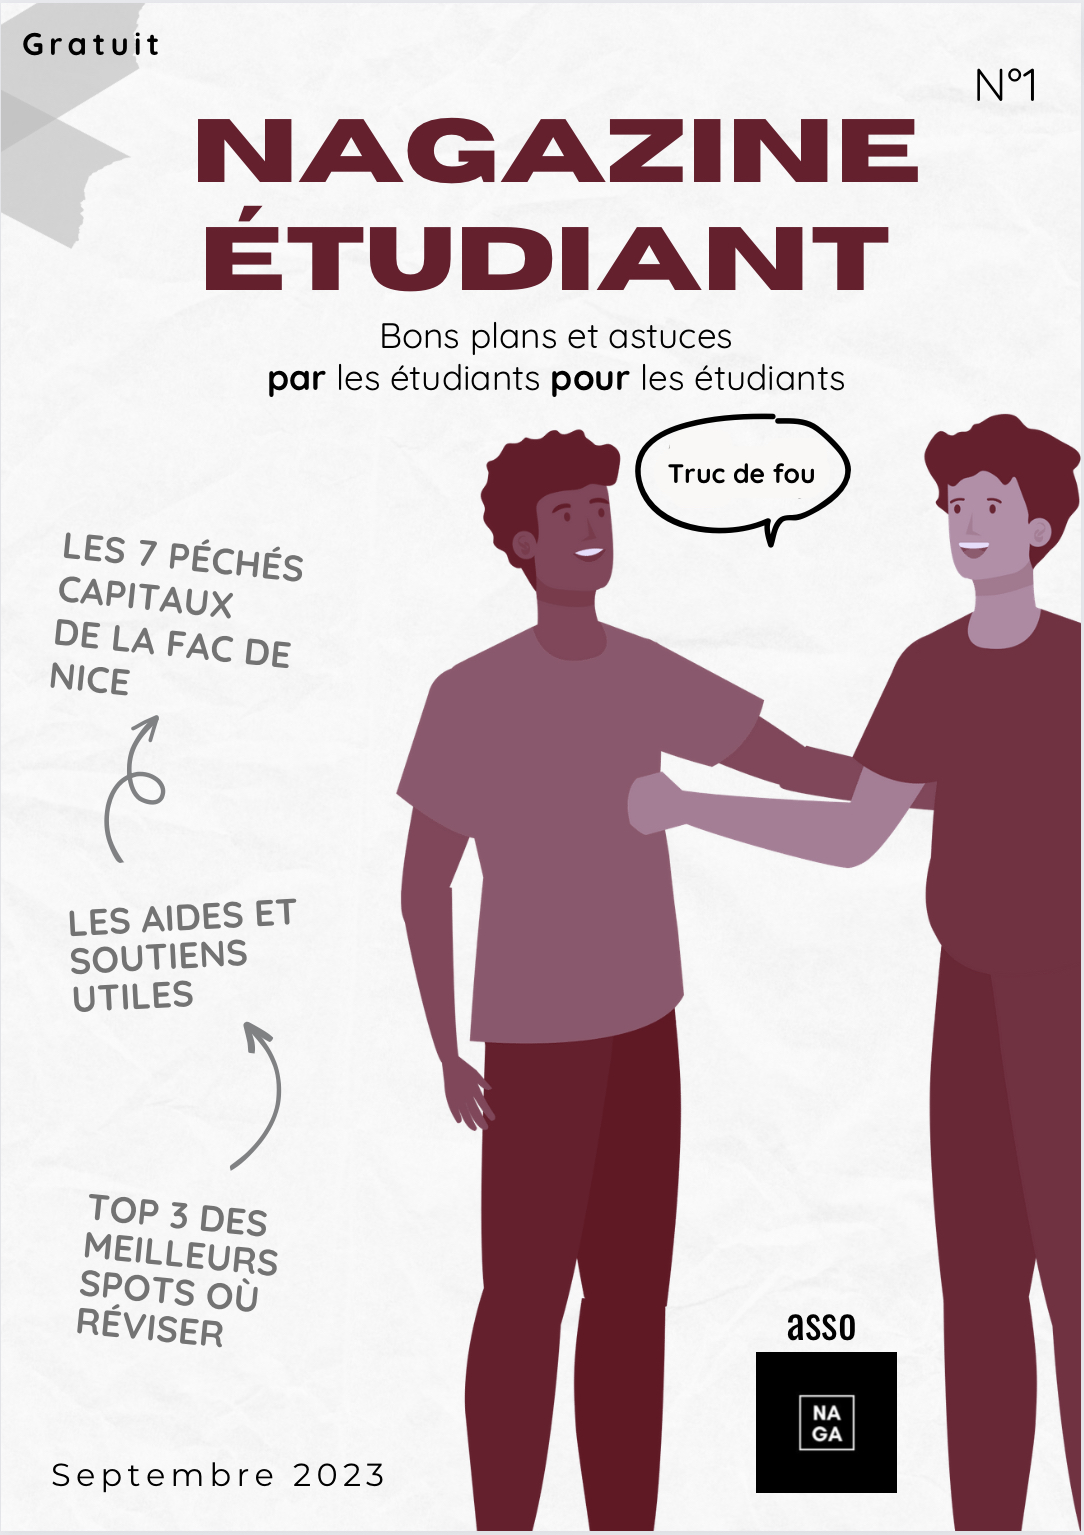 Gratuit
N°1
NAGAZINE
ÉTUDIANT
Bons plans et astuces
par les étudiants pour les étudiants
Truc de fou
LES 7 PÉCHÉS
CAPITAUX
DE LA FAC DE
NICE
LES AIDES ET
SOUTIENS
UTILES
TOP 3 DES
MEILLEURS
SPOTS OÙ
RÉVISER
asso
NA
GA
Septembre 2023